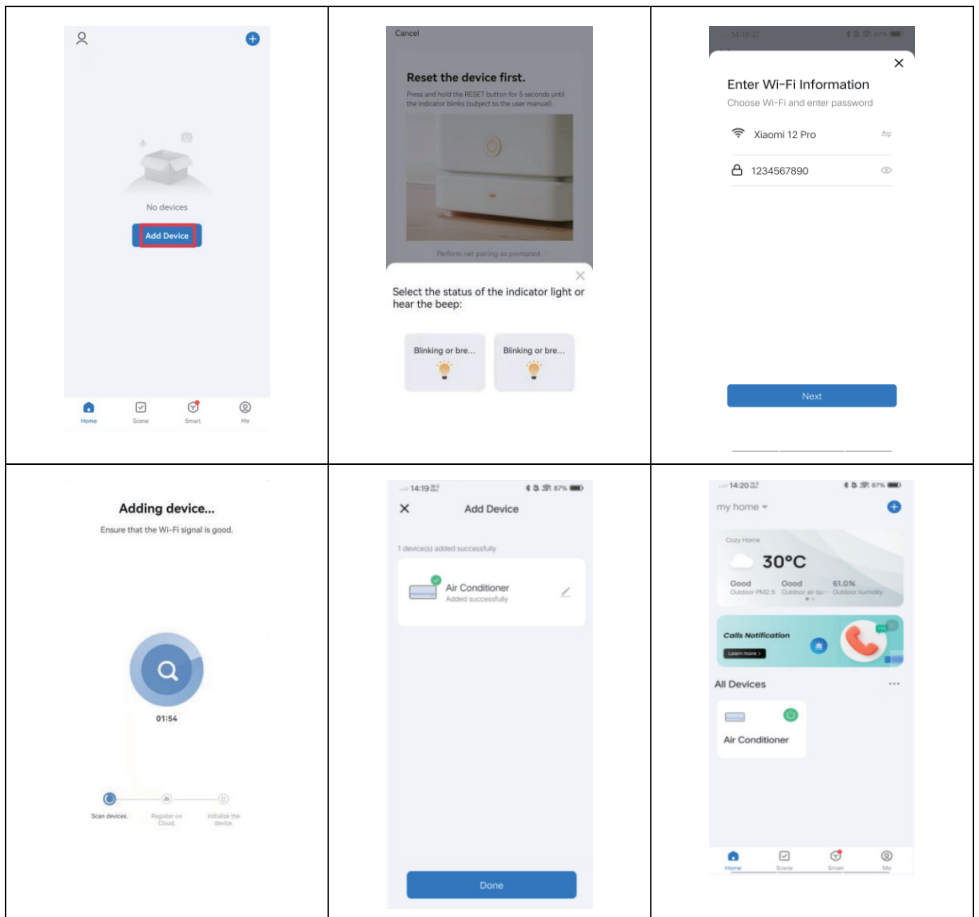 No devices
Add Device
Home
Scene
Smart
Me
Cancel
Reset the device first.
Press and hold the RESET button for 5 seconds until
the indicator blinks (subject to the user manual).
Perform net pairing as prompted.
Select the status of the indicator light or
hear the beep:
Blinking or bre...
Blinking or bre...
87%
Enter Wi-Fi Information
Choose Wi-Fi and enter password
Xiaomi 12 Pro
1234567890
Next
Adding device...
Ensure that the Wi-Fi signal is good.
01:54
Scan devices.
Register on
Cloud.
Initialize the
device.
14:19
87%
Add Device
1 device(s) added successfully
Air Conditioner
Added successfully
Done
14:20
87%
my home
Cozy Home
30°C
Good
Good
61.0%
Outdoor PM2.5
Outdoor air qu...
Outdoor humidity
Calls Notification
Learn more >
All Devices
Air Conditioner
Home
Scene
Smart
Me